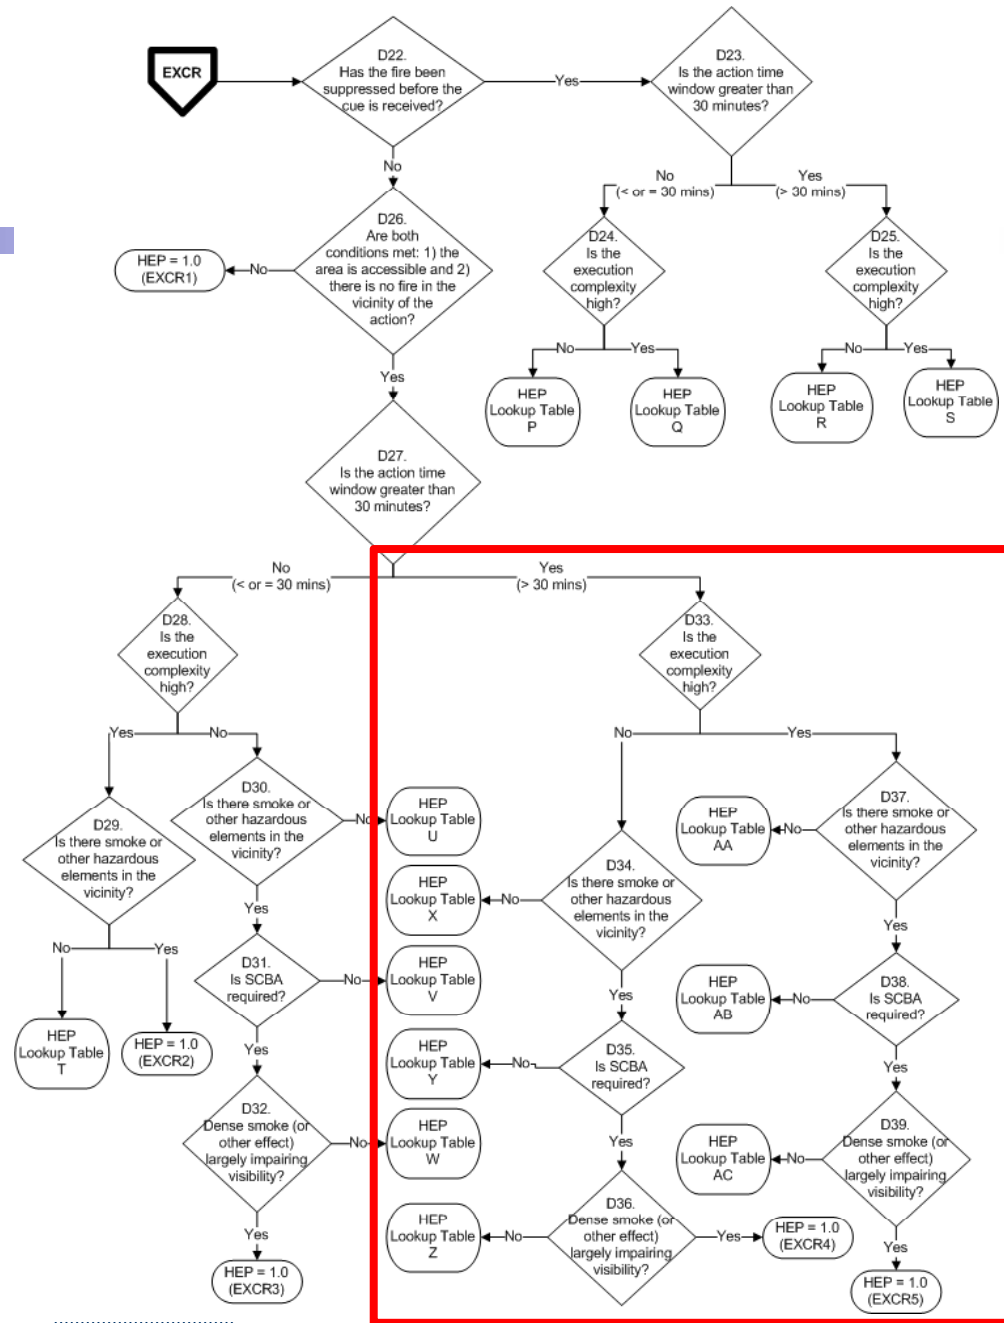 EXCR
D22.
Has the fire been
suppressed before the
cue is received?
Yes
D23.
Is the action time
window greater than
30 minutes?
No
No
(< or = 30 mins)
Yes
(> 30 mins)
D26.
Are both
conditions met: 1) the
area is accessible and 2)
there is no fire in the
vicinity of the
action?
No
HEP = 1.0
(EXCR1)
D24.
Is the
execution
complexity
high?
D25.
Is the
execution
complexity
high?
No
Yes
No
Yes
HEP
Lookup Table
P
HEP
Lookup Table
Q
HEP
Lookup Table
R
HEP
Lookup Table
S
Yes
D27.
Is the action time
window greater than
30 minutes?
No
(< or = 30 mins)
Yes
(> 30 mins)
D28.
Is the
execution
complexity
high?
D33.
Is the
execution
complexity
high?
Yes
No
No
Yes
D29.
Is there smoke or
other hazardous
elements in the
vicinity?
D30.
Is there smoke or
other hazardous
elements in the
vicinity?
No
HEP
Lookup Table
U
D37.
Is there smoke or
other hazardous
elements in the
vicinity?
No
HEP
Lookup Table
AA
D34.
Is there smoke or
other hazardous
elements in the
vicinity?
No
HEP
Lookup Table
X
Yes
Yes
No
Yes
D31.
Is SCBA
required?
No
HEP
Lookup Table
V
Yes
D38.
Is SCBA
required?
No
HEP
Lookup Table
AB
HEP
Lookup Table
T
HEP = 1.0
(EXCR2)
Yes
D35.
Is SCBA
required?
No
HEP
Lookup Table
Y
Yes
D32.
Dense smoke (or
other effect)
largely impairing
visibility?
No
HEP
Lookup Table
W
Yes
D39.
Dense smoke (or
other effect)
largely impairing
visibility?
No
HEP
Lookup Table
AC
Yes
HEP = 1.0
(EXCR3)
D36.
Dense smoke (or
other effect)
largely impairing
visibility?
No
HEP
Lookup Table
Z
Yes
HEP = 1.0
(EXCR4)
Yes
HEP = 1.0
(EXCR5)